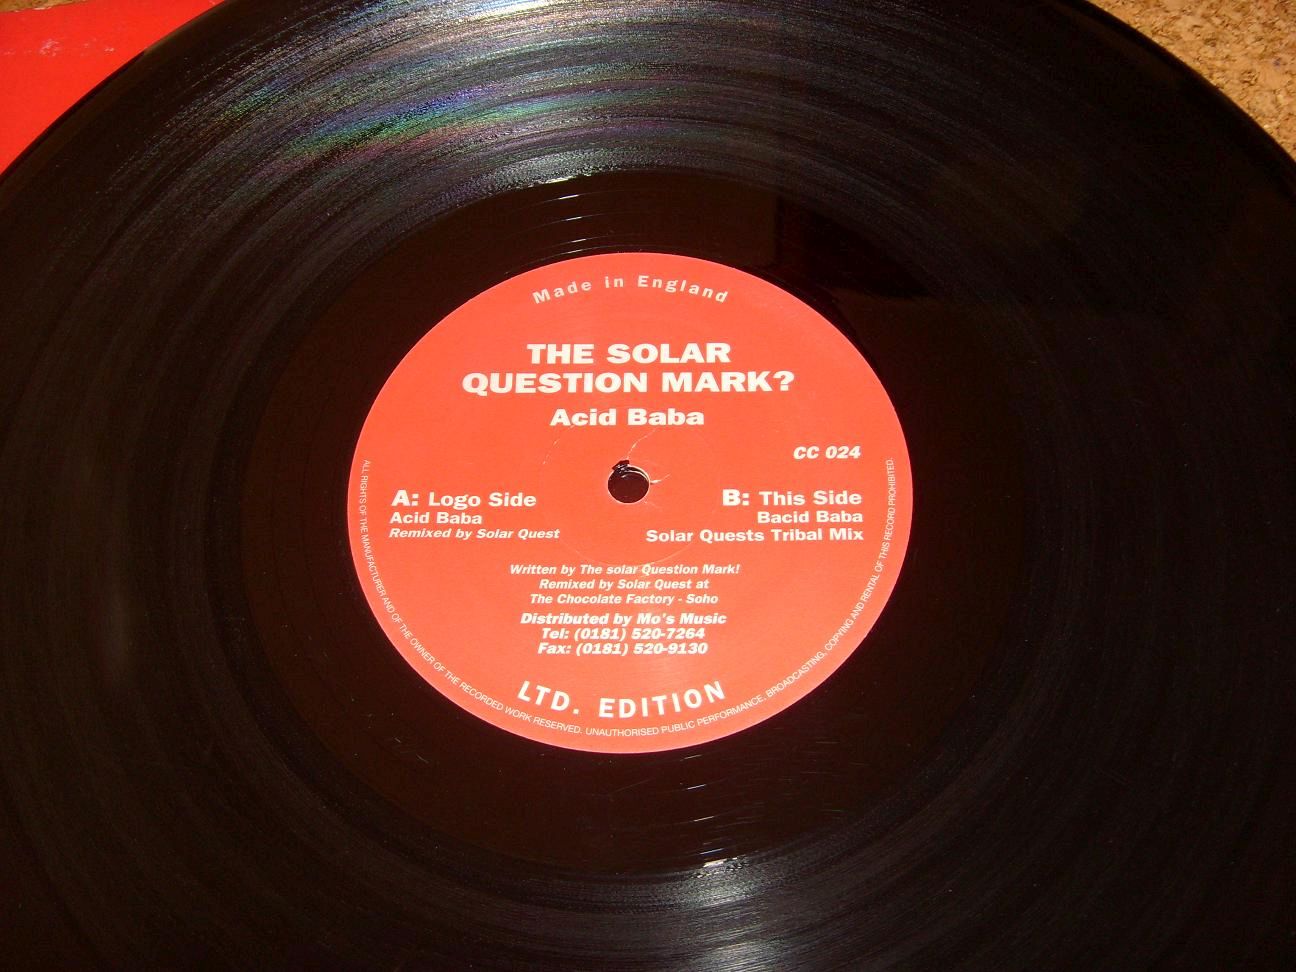 Made in England
THE SOLAR
QUESTION MARK?
Acid Baba
CC 024
A: Logo Side
Acid Baba
Remixed by Solar Quest
B: This Side
Bacid Baba
Solar Quests Tribal Mix
Written by The solar Question Mark!
Remixed by Solar Quest at
The Chocolate Factory - Soho
Distributed by Mo's Music
Tel: (0181) 520-7264
Fax: (0181) 520-9130
LTD. EDITION
ALL RIGHTS OF THE MANUFACTURER AND OF THE OWNER OF THE RECORDED WORK RESERVED. UNAUTHORISED PUBLIC PERFORMANCE, BROADCASTING, COPYING AND RENTAL OF THIS RECORD PROHIBITED.